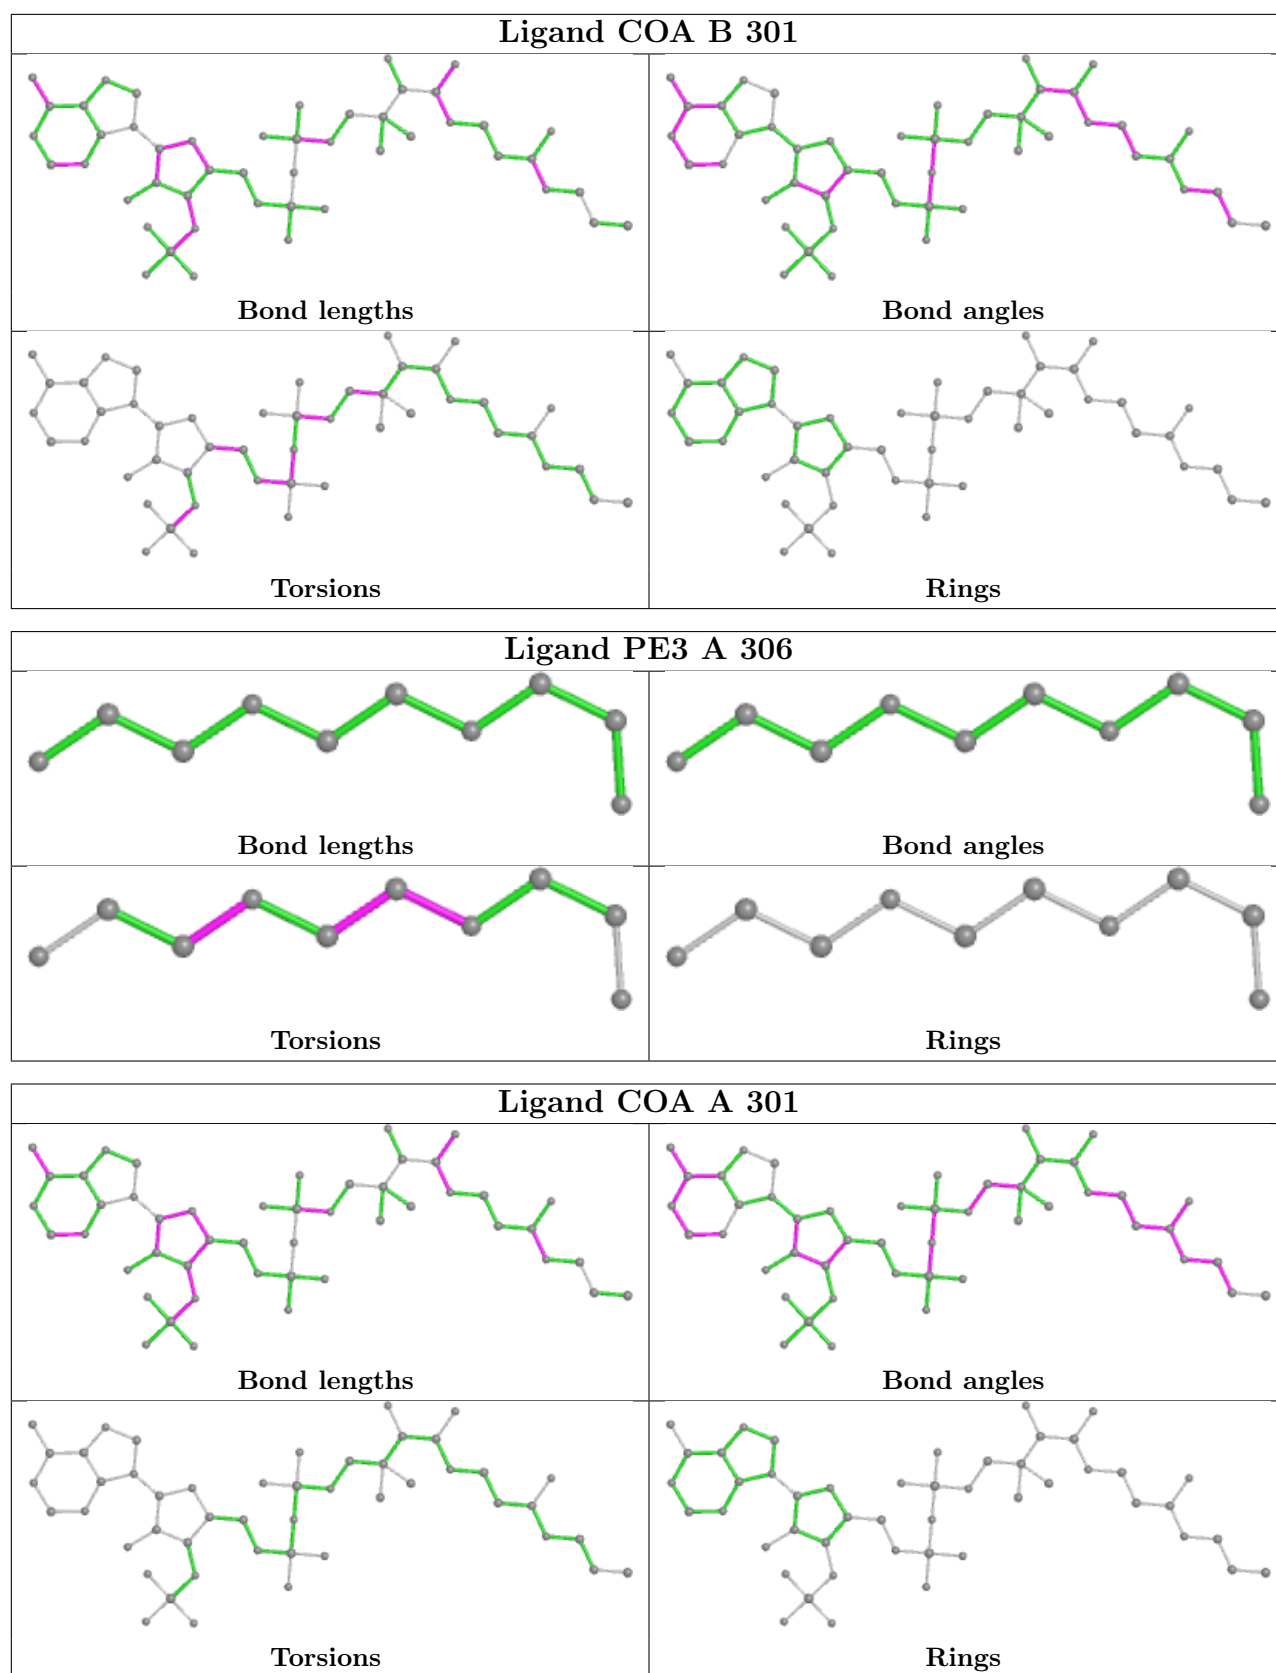 Ligand COA B 301
Bond lengths
Bond angles
Torsions
Rings
Ligand PE3 A 306
Bond lengths
Bond angles
Torsions
Rings
Ligand COA A 301
Bond lengths
Bond angles
Torsions
Rings